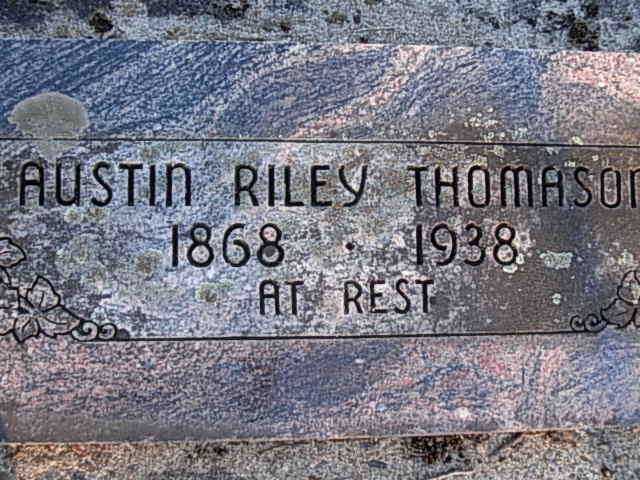 AUSTIN RILEY THOMASON
1868 · 1938
AT REST